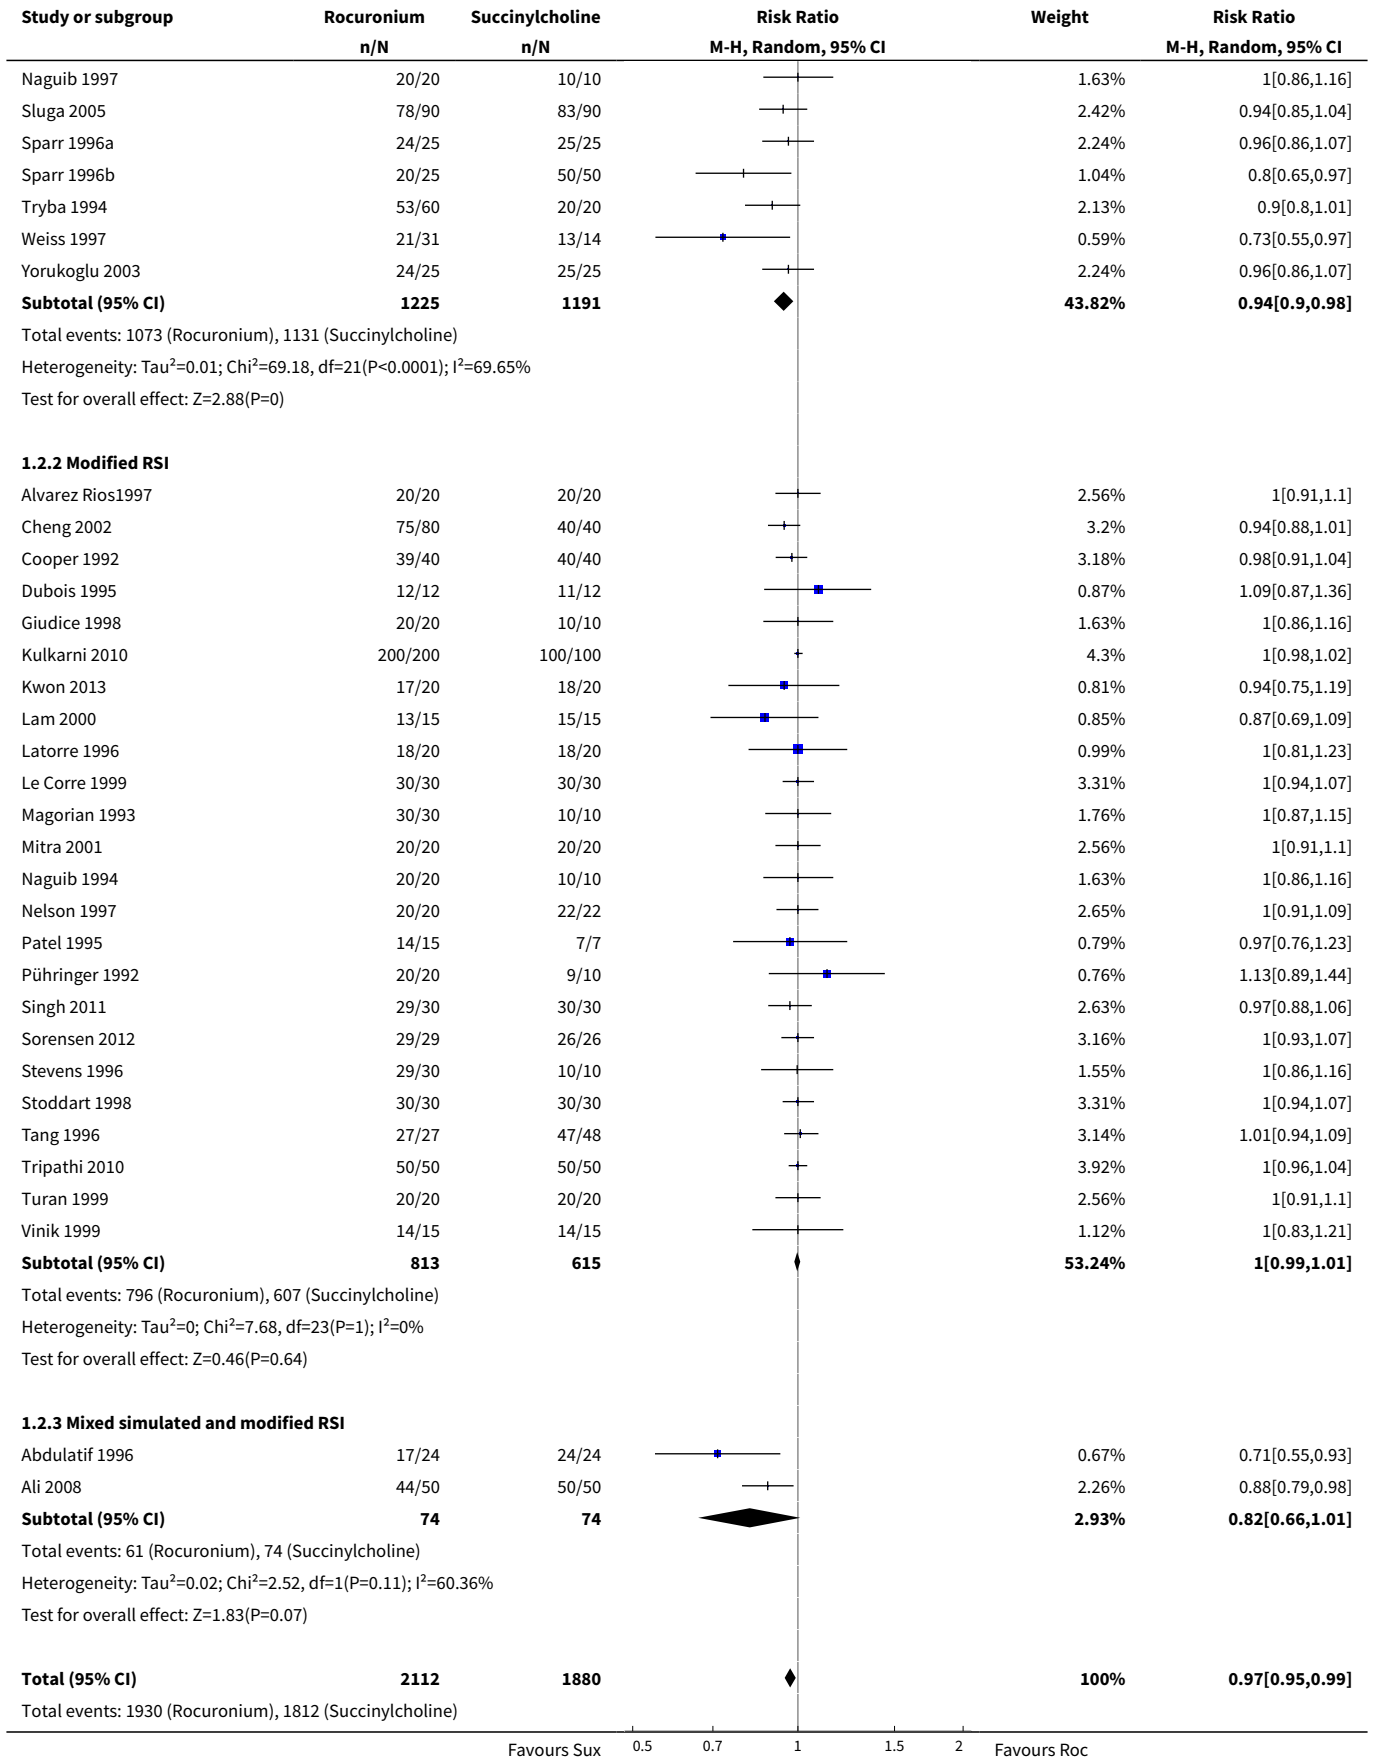 Study or subgroup Rocuronium Succinylcholine Risk Ratio Weight Risk Ratio
n/N n/N M-H, Random, 95% CI M-H, Random, 95% CI
Naguib 1997 20/20 10/10 1.63% 1[0.86,1.16]
Sluga 2005 78/90 83/90 2.42% 0.94[0.85,1.04]
Sparr 1996a 24/25 25/25 2.24% 0.96[0.86,1.07]
Sparr 1996b 20/25 50/50 1.04% 0.8[0.65,0.97]
Tryba 1994 53/60 20/20 2.13% 0.9[0.8,1.01]
Weiss 1997 21/31 13/14 0.59% 0.73[0.55,0.97]
Yorukoglu 2003 24/25 25/25 2.24% 0.96[0.86,1.07]
Subtotal (95% CI) 1225 1191 43.82% 0.94[0.9,0.98]
Total events: 1073 (Rocuronium), 1131 (Succinylcholine)
Heterogeneity: Tau²=0.01; Chi²=69.18, df=21(P<0.0001); I²=69.65%
Test for overall effect: Z=2.88(P=0)
1.2.2 Modified RSI
Alvarez Rios1997 20/20 20/20 2.56% 1[0.91,1.1]
Cheng 2002 75/80 40/40 3.2% 0.94[0.88,1.01]
Cooper 1992 39/40 40/40 3.18% 0.98[0.91,1.04]
Dubois 1995 12/12 11/12 0.87% 1.09[0.87,1.36]
Giudice 1998 20/20 10/10 1.63% 1[0.86,1.16]
Kulkarni 2010 200/200 100/100 4.3% 1[0.98,1.02]
Kwon 2013 17/20 18/20 0.81% 0.94[0.75,1.19]
Lam 2000 13/15 15/15 0.85% 0.87[0.69,1.09]
Latorre 1996 18/20 18/20 0.99% 1[0.81,1.23]
Le Corre 1999 30/30 30/30 3.31% 1[0.94,1.07]
Magorian 1993 30/30 10/10 1.76% 1[0.87,1.15]
Mitra 2001 20/20 20/20 2.56% 1[0.91,1.1]
Naguib 1994 20/20 10/10 1.63% 1[0.86,1.16]
Nelson 1997 20/20 22/22 2.65% 1[0.91,1.09]
Patel 1995 14/15 7/7 0.79% 0.97[0.76,1.23]
Pühringer 1992 20/20 9/10 0.76% 1.13[0.89,1.44]
Singh 2011 29/30 30/30 2.63% 0.97[0.88,1.06]
Sorensen 2012 29/29 26/26 3.16% 1[0.93,1.07]
Stevens 1996 29/30 10/10 1.55% 1[0.86,1.16]
Stoddart 1998 30/30 30/30 3.31% 1[0.94,1.07]
Tang 1996 27/27 47/48 3.14% 1.01[0.94,1.09]
Tripathi 2010 50/50 50/50 3.92% 1[0.96,1.04]
Turan 1999 20/20 20/20 2.56% 1[0.91,1.1]
Vinik 1999 14/15 14/15 1.12% 1[0.83,1.21]
Subtotal (95% CI) 813 615 53.24% 1[0.99,1.01]
Total events: 796 (Rocuronium), 607 (Succinylcholine)
Heterogeneity: Tau²=0; Chi²=7.68, df=23(P=1); I²=0%
Test for overall effect: Z=0.46(P=0.64)
1.2.3 Mixed simulated and modified RSI
Abdulatif 1996 17/24 24/24 0.67% 0.71[0.55,0.93]
Ali 2008 44/50 50/50 2.26% 0.88[0.79,0.98]
Subtotal (95% CI) 74 74 2.93% 0.82[0.66,1.01]
Total events: 61 (Rocuronium), 74 (Succinylcholine)
Heterogeneity: Tau²=0.02; Chi²=2.52, df=1(P=0.11); I²=60.36%
Test for overall effect: Z=1.83(P=0.07)
Total (95% CI) 2112 1880 100% 0.97[0.95,0.99]
Total events: 1930 (Rocuronium), 1812 (Succinylcholine)
Favours Sux 0.5 0.7 1 1.5 2 Favours Roc